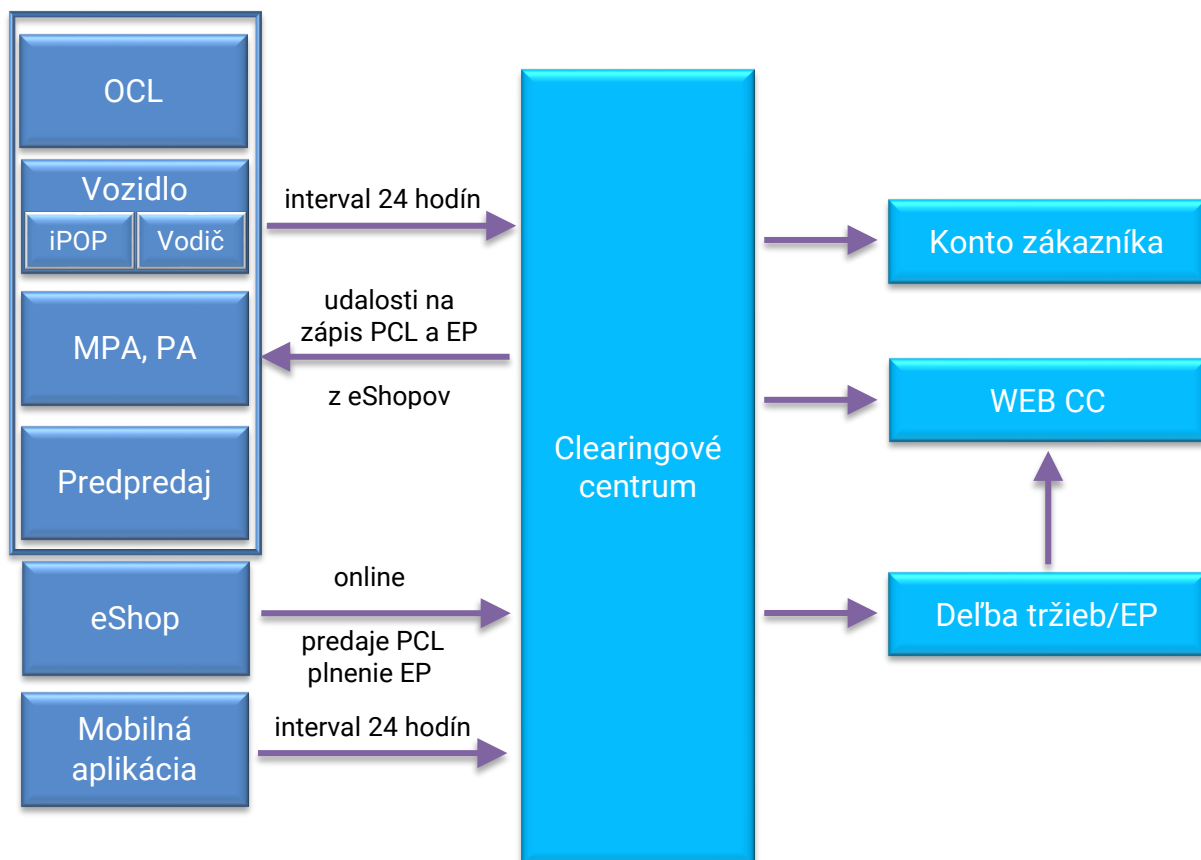 OCL
Vozidlo
iPOP
Vodič
MPA, PA
Predpredaj
eShop
Mobilná
aplikácia
interval 24 hodín
udalosti na
zápis PCL a EP
z eShopov
online
predaje PCL
plnenie EP
interval 24 hodín
Clearingové
centrum
Konto zákazníka
WEB CC
Deľba tržieb/EP